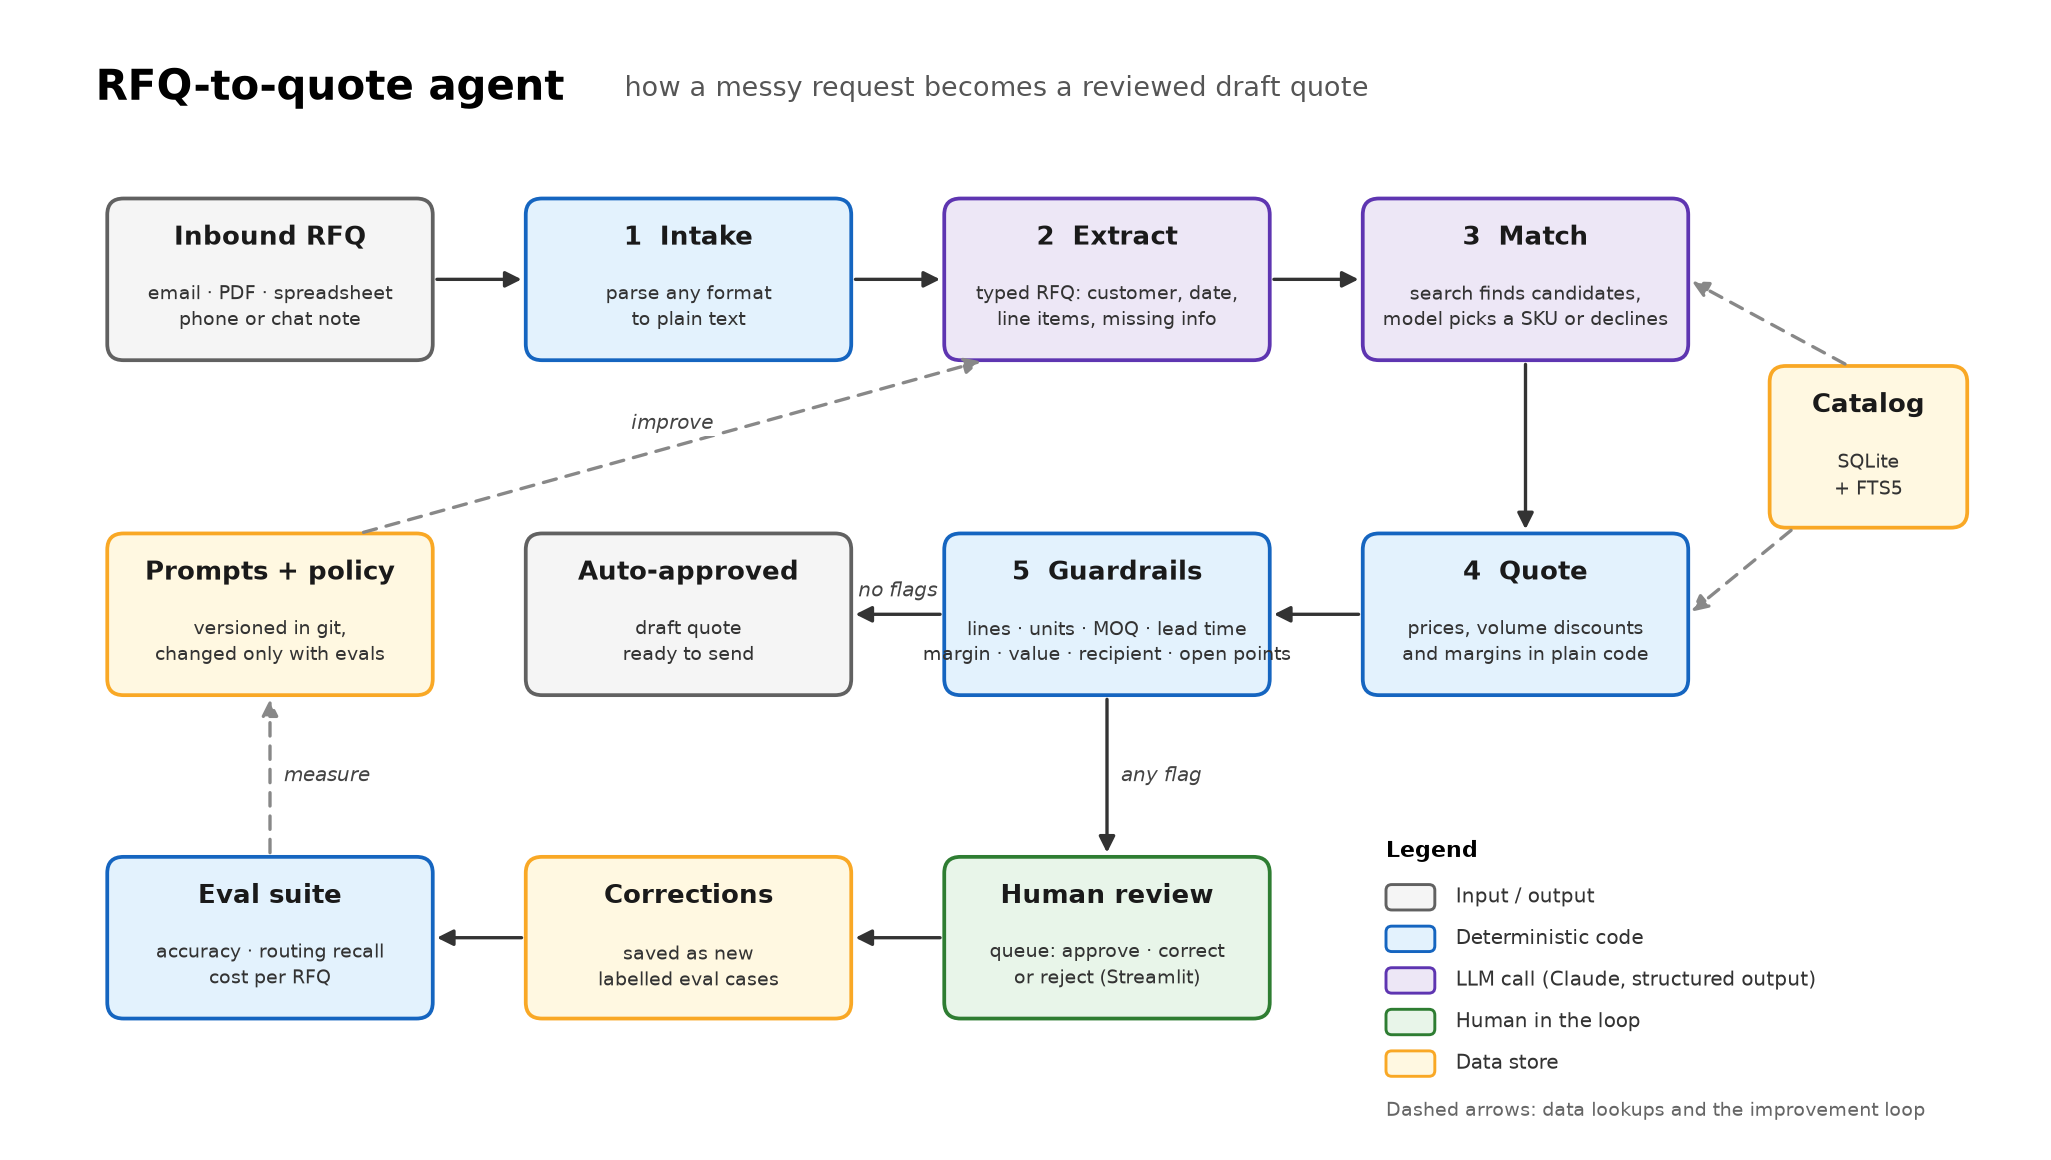 RFQ-to-quote agent
how a messy request becomes a reviewed draft quote
Inbound RFQ
email · PDF · spreadsheet
phone or chat note
1 Intake
parse any format
to plain text
2 Extract
typed RFQ: customer, date,
line items, missing info
3 Match
search finds candidates,
model picks a SKU or declines
Catalog
SQLite
+ FTS5
improve
Prompts + policy
versioned in git,
changed only with evals
Auto-approved
draft quote
ready to send
no flags
5 Guardrails
lines · units · MOQ · lead time
margin · value · recipient · open points
4 Quote
prices, volume discounts
and margins in plain code
measure
any flag
Eval suite
accuracy · routing recall
cost per RFQ
Corrections
saved as new
labelled eval cases
Human review
queue: approve · correct
or reject (Streamlit)
Legend
Input / output
Deterministic code
LLM call (Claude, structured output)
Human in the loop
Data store
Dashed arrows: data lookups and the improvement loop